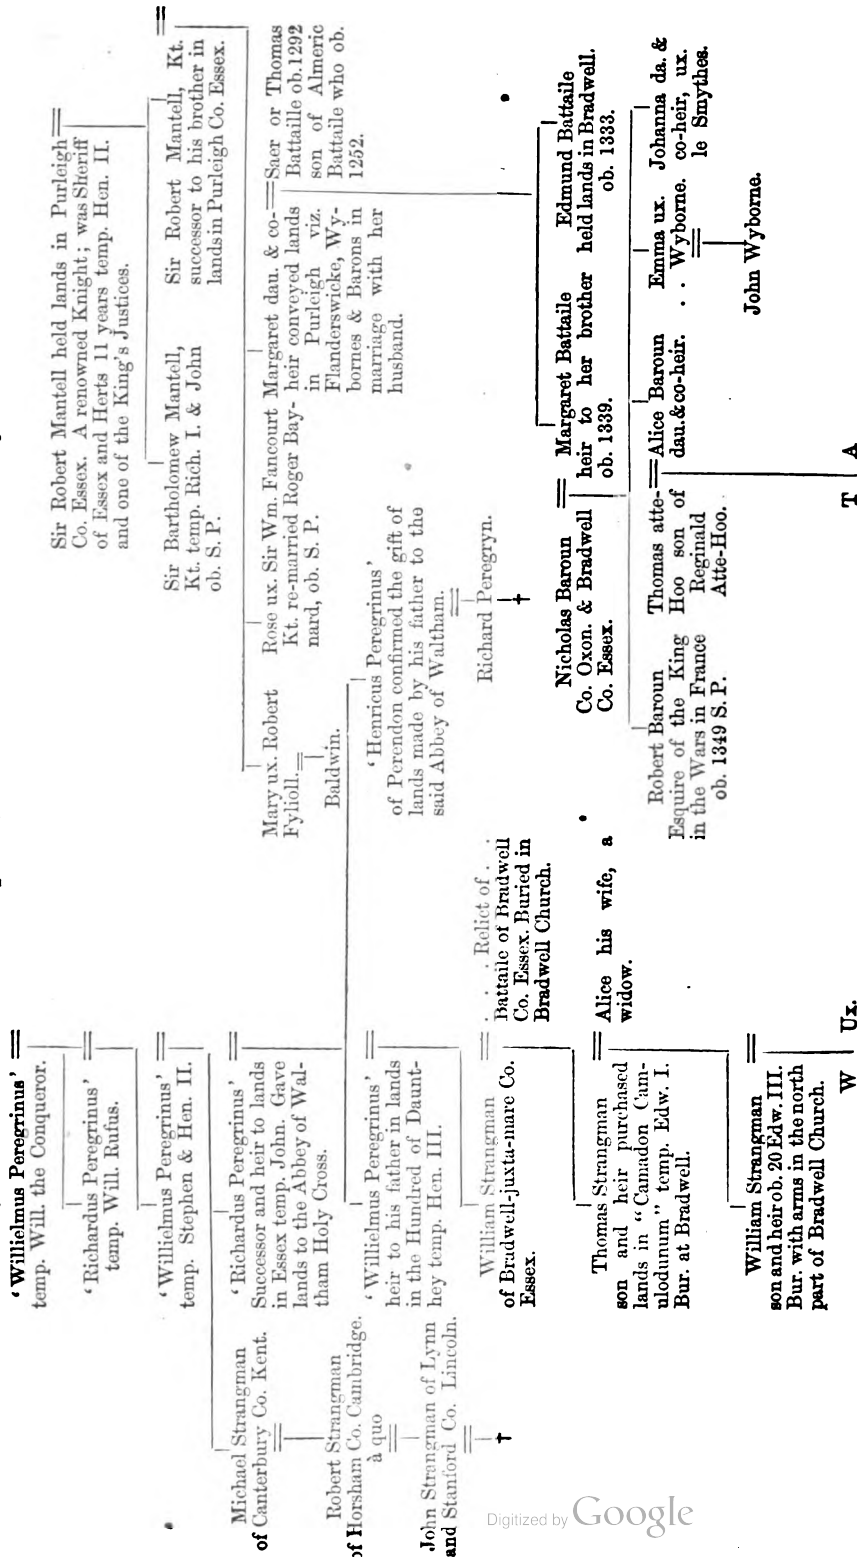 'Willielmus Peregrinus'
temp. Will. the Conqueror.
'Richardus Peregrinus'
temp. Will. Rufus.
'Willielmus Peregrinus'
temp. Stephen & Hen. II.
Michael Strangman
of Canterbury Co. Kent.
Robert Strangman
of Horsham Co. Cambridge.
à quo
John Strangman of Lynn
and Stanford Co. Lincoln.
'Richardus Peregrinus'
Successor and heir to lands
in Essex temp. John. Gave
lands to the Abbey of Wal-
tham Holy Cross.
'Willielmus Peregrinus'
heir to his father in lands
in the Hundred of Daunt-
hey temp. Hen. III.
'Henricus Peregrinus'
of Perendon confirmed the gift of
lands made by his father to the
said Abbey of Waltham.
Richard Peregryn.
William Strangman
of Bradwell-juxta-mare Co.
Essex.
. . . Relict of . .
Battaile of Bradwell
Co. Essex. Buried in
Bradwell Church.
Thomas Strangman
son and heir purchased
lands in "Camadon Cam-
ulodunum" temp. Edw. I.
Bur. at Bradwell.
Alice his wife, a
widow.
William Strangman
son and heir ob. 20 Edw. III.
Bur. with arms in the north
part of Bradwell Church.
W
Ux.
Sir Robert Mantell held lands in Purleigh
Co. Essex. A renowned Knight; was Sheriff
of Essex and Herts 11 years temp. Hen. II.
and one of the King's Justices.
Sir Bartholomew Mantell,
Kt. temp. Rich. I. & John
ob. S. P.
Sir Robert Mantell, Kt.
successor to his brother in
lands in Purleigh Co. Essex.
Mary ux. Robert
Fylioll.
Baldwin.
Rose ux. Sir Wm. Fancourt
Kt. re-married Roger Bay-
nard, ob. S. P.
Margaret dau. & co-
heir conveyed lands
in Purleigh viz.
Flanderswicke, Wy-
bornes & Barons in
marriage with her
husband.
Saer or Thomas
Battaille ob. 1292
son of Almeric
Battaile who ob.
1252.
Nicholas Baroun
Co. Oxon. & Bradwell
Co. Essex.
Margaret Battaile
heir to her brother
ob. 1339.
Edmund Battaile
held lands in Bradwell.
ob. 1333.
Robert Baroun
Esquire of the King
in the Wars in France
ob. 1349 S. P.
Thomas atte-
Hoo son of
Reginald
Atte-Hoo.
Alice Baroun
dau. & co-heir.
Emma ux.
. . Wyborne.
John Wyborne.
Johanna da. &
co-heir, ux.
le Smythes.
T
A
Digitized by Google